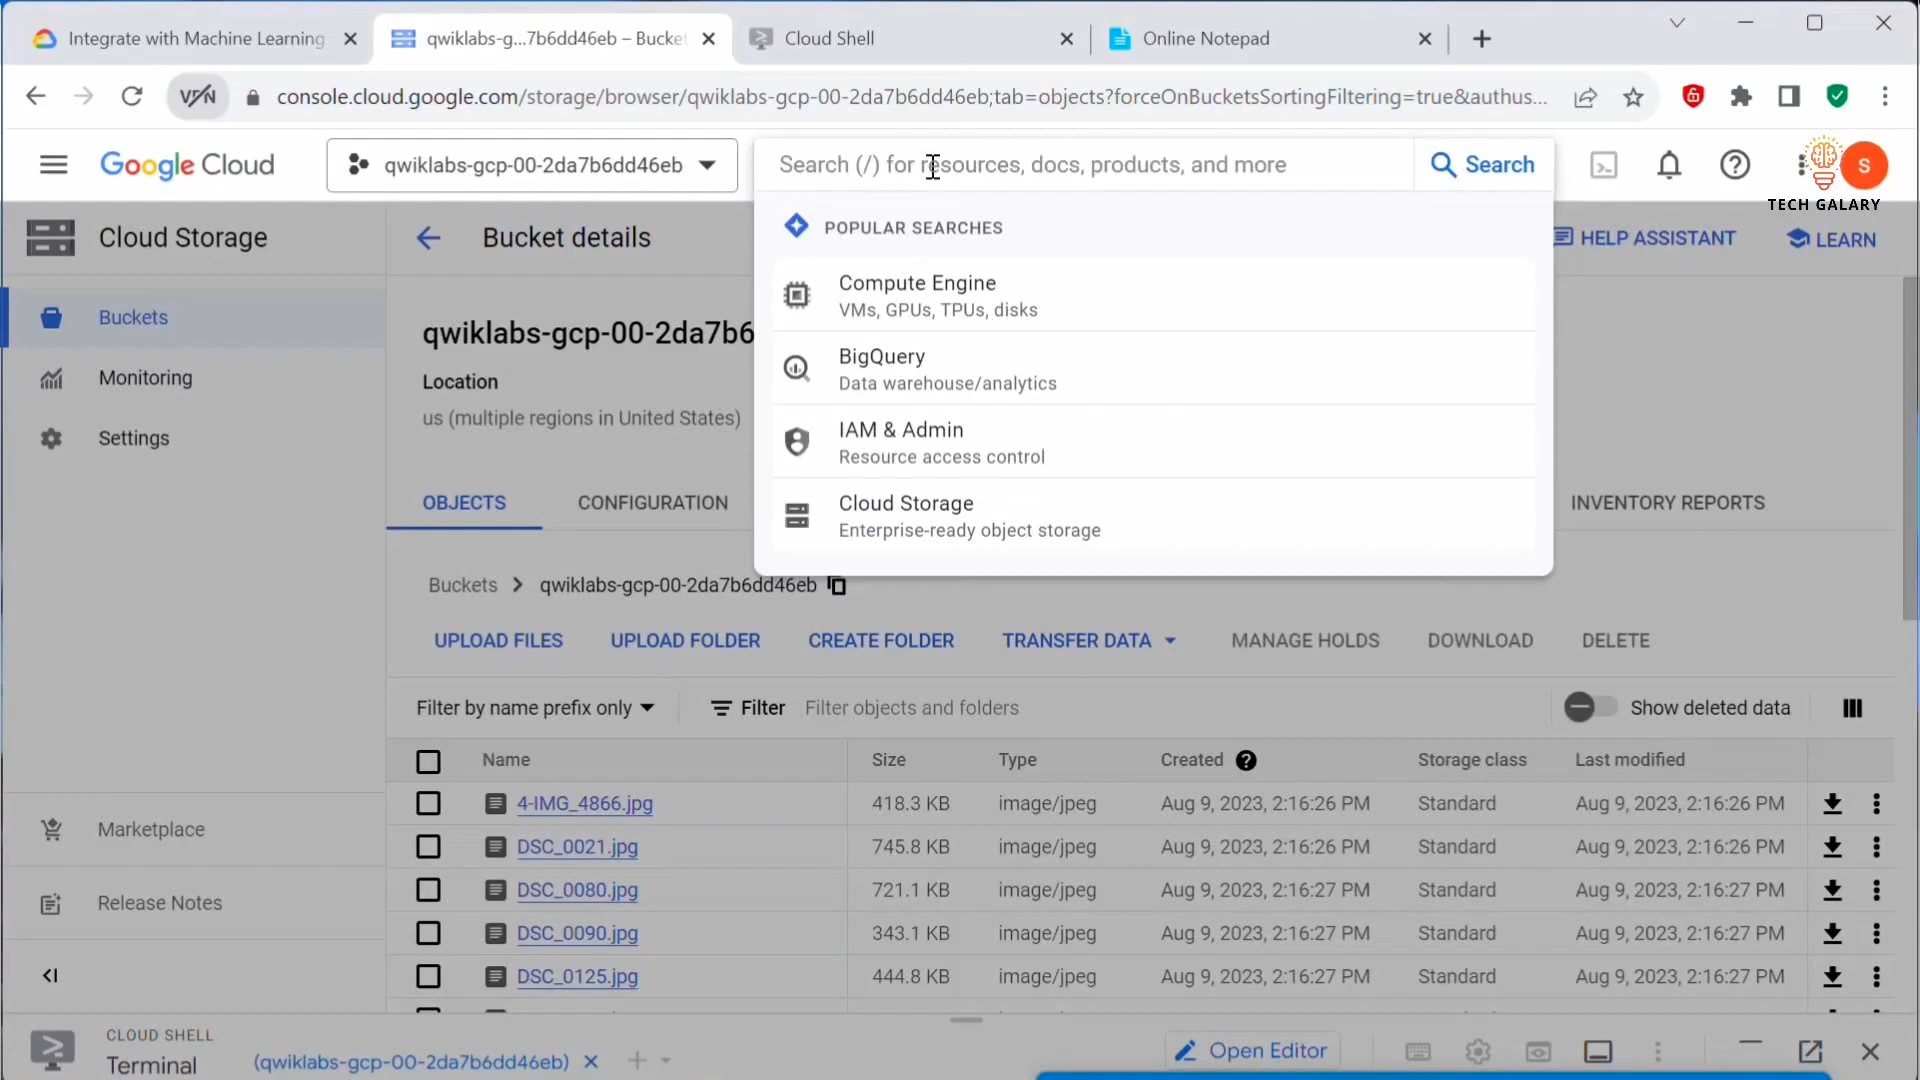 Integrate with Machine Learning
qwiklabs-g...7b6dd46eb – Bucket
Cloud Shell
Online Notepad
VPN
console.cloud.google.com/storage/browser/qwiklabs-gcp-00-2da7b6dd46eb;tab=objects?forceOnBucketsSortingFiltering=true&authus...
Google Cloud
qwiklabs-gcp-00-2da7b6dd46eb
Search (/) for resources, docs, products, and more
Search
S
TECH GALARY
Cloud Storage
Bucket details
POPULAR SEARCHES
HELP ASSISTANT
LEARN
Compute Engine
VMs, GPUs, TPUs, disks
Buckets
qwiklabs-gcp-00-2da7b6
BigQuery
Data warehouse/analytics
Monitoring
Location
us (multiple regions in United States)
IAM & Admin
Resource access control
Settings
Cloud Storage
Enterprise-ready object storage
OBJECTS
CONFIGURATION
INVENTORY REPORTS
Buckets
qwiklabs-gcp-00-2da7b6dd46eb
UPLOAD FILES
UPLOAD FOLDER
CREATE FOLDER
TRANSFER DATA
MANAGE HOLDS
DOWNLOAD
DELETE
Filter by name prefix only
Filter
Filter objects and folders
Show deleted data
Name
Size
Type
Created
Storage class
Last modified
4-IMG_4866.jpg 418.3 KB image/jpeg Aug 9, 2023, 2:16:26 PM Standard Aug 9, 2023, 2:16:26 PM
DSC_0021.jpg 745.8 KB image/jpeg Aug 9, 2023, 2:16:26 PM Standard Aug 9, 2023, 2:16:26 PM
DSC_0080.jpg 721.1 KB image/jpeg Aug 9, 2023, 2:16:27 PM Standard Aug 9, 2023, 2:16:27 PM
DSC_0090.jpg 343.1 KB image/jpeg Aug 9, 2023, 2:16:27 PM Standard Aug 9, 2023, 2:16:27 PM
DSC_0125.jpg 444.8 KB image/jpeg Aug 9, 2023, 2:16:27 PM Standard Aug 9, 2023, 2:16:27 PM
Marketplace
Release Notes
CLOUD SHELL
Terminal
(qwiklabs-gcp-00-2da7b6dd46eb)
Open Editor